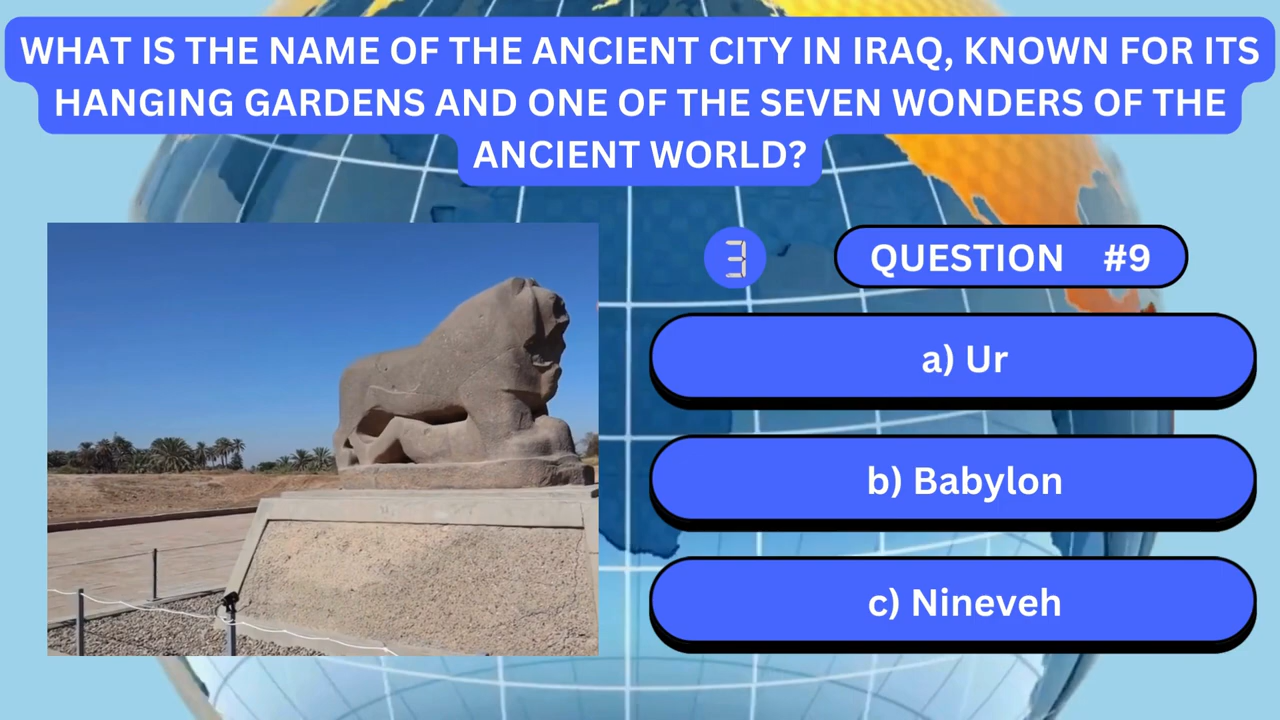 WHAT IS THE NAME OF THE ANCIENT CITY IN IRAQ, KNOWN FOR ITS
HANGING GARDENS AND ONE OF THE SEVEN WONDERS OF THE
ANCIENT WORLD?
3
QUESTION #9
a) Ur
b) Babylon
c) Nineveh